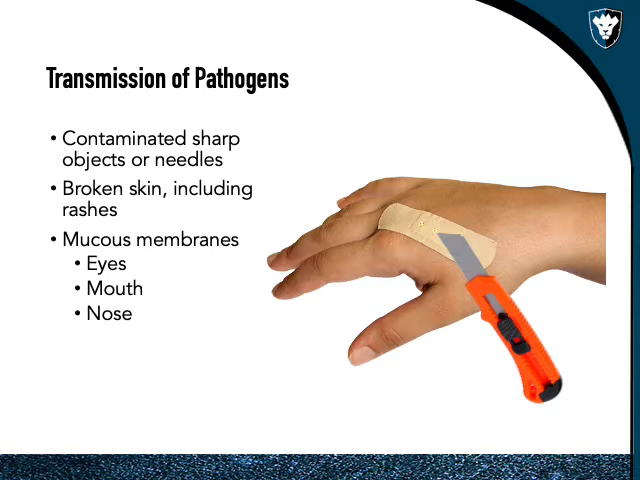 Transmission of Pathogens
• Contaminated sharp
objects or needles
• Broken skin, including
rashes
• Mucous membranes
• Eyes
• Mouth
• Nose